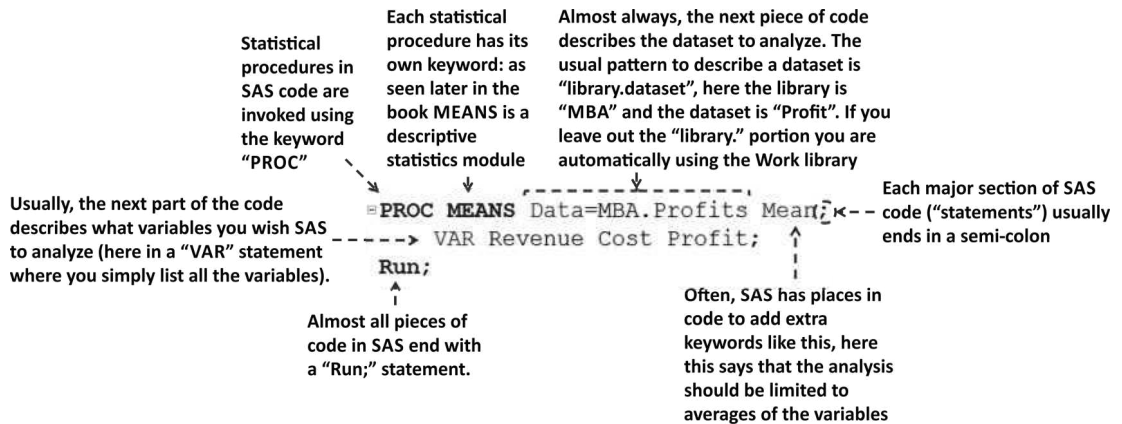 Statistical
procedures in
SAS code are
invoked using
the keyword
“PROC”
Each statistical
procedure has its
own keyword: as
seen later in the
book MEANS is a
descriptive
statistics module
Almost always, the next piece of code
describes the dataset to analyze. The
usual pattern to describe a dataset is
“library.dataset”, here the library is
“MBA” and the dataset is “Profit”. If you
leave out the “library.” portion you are
automatically using the Work library
Usually, the next part of the code
describes what variables you wish SAS
to analyze (here in a “VAR” statement
where you simply list all the variables).
PROC MEANS Data=MBA.Profits Mean;
VAR Revenue Cost Profit;
Run;
Each major section of SAS
code (“statements”) usually
ends in a semi-colon
Almost all pieces of
code in SAS end with
a “Run;” statement.
Often, SAS has places in
code to add extra
keywords like this, here
this says that the analysis
should be limited to
averages of the variables